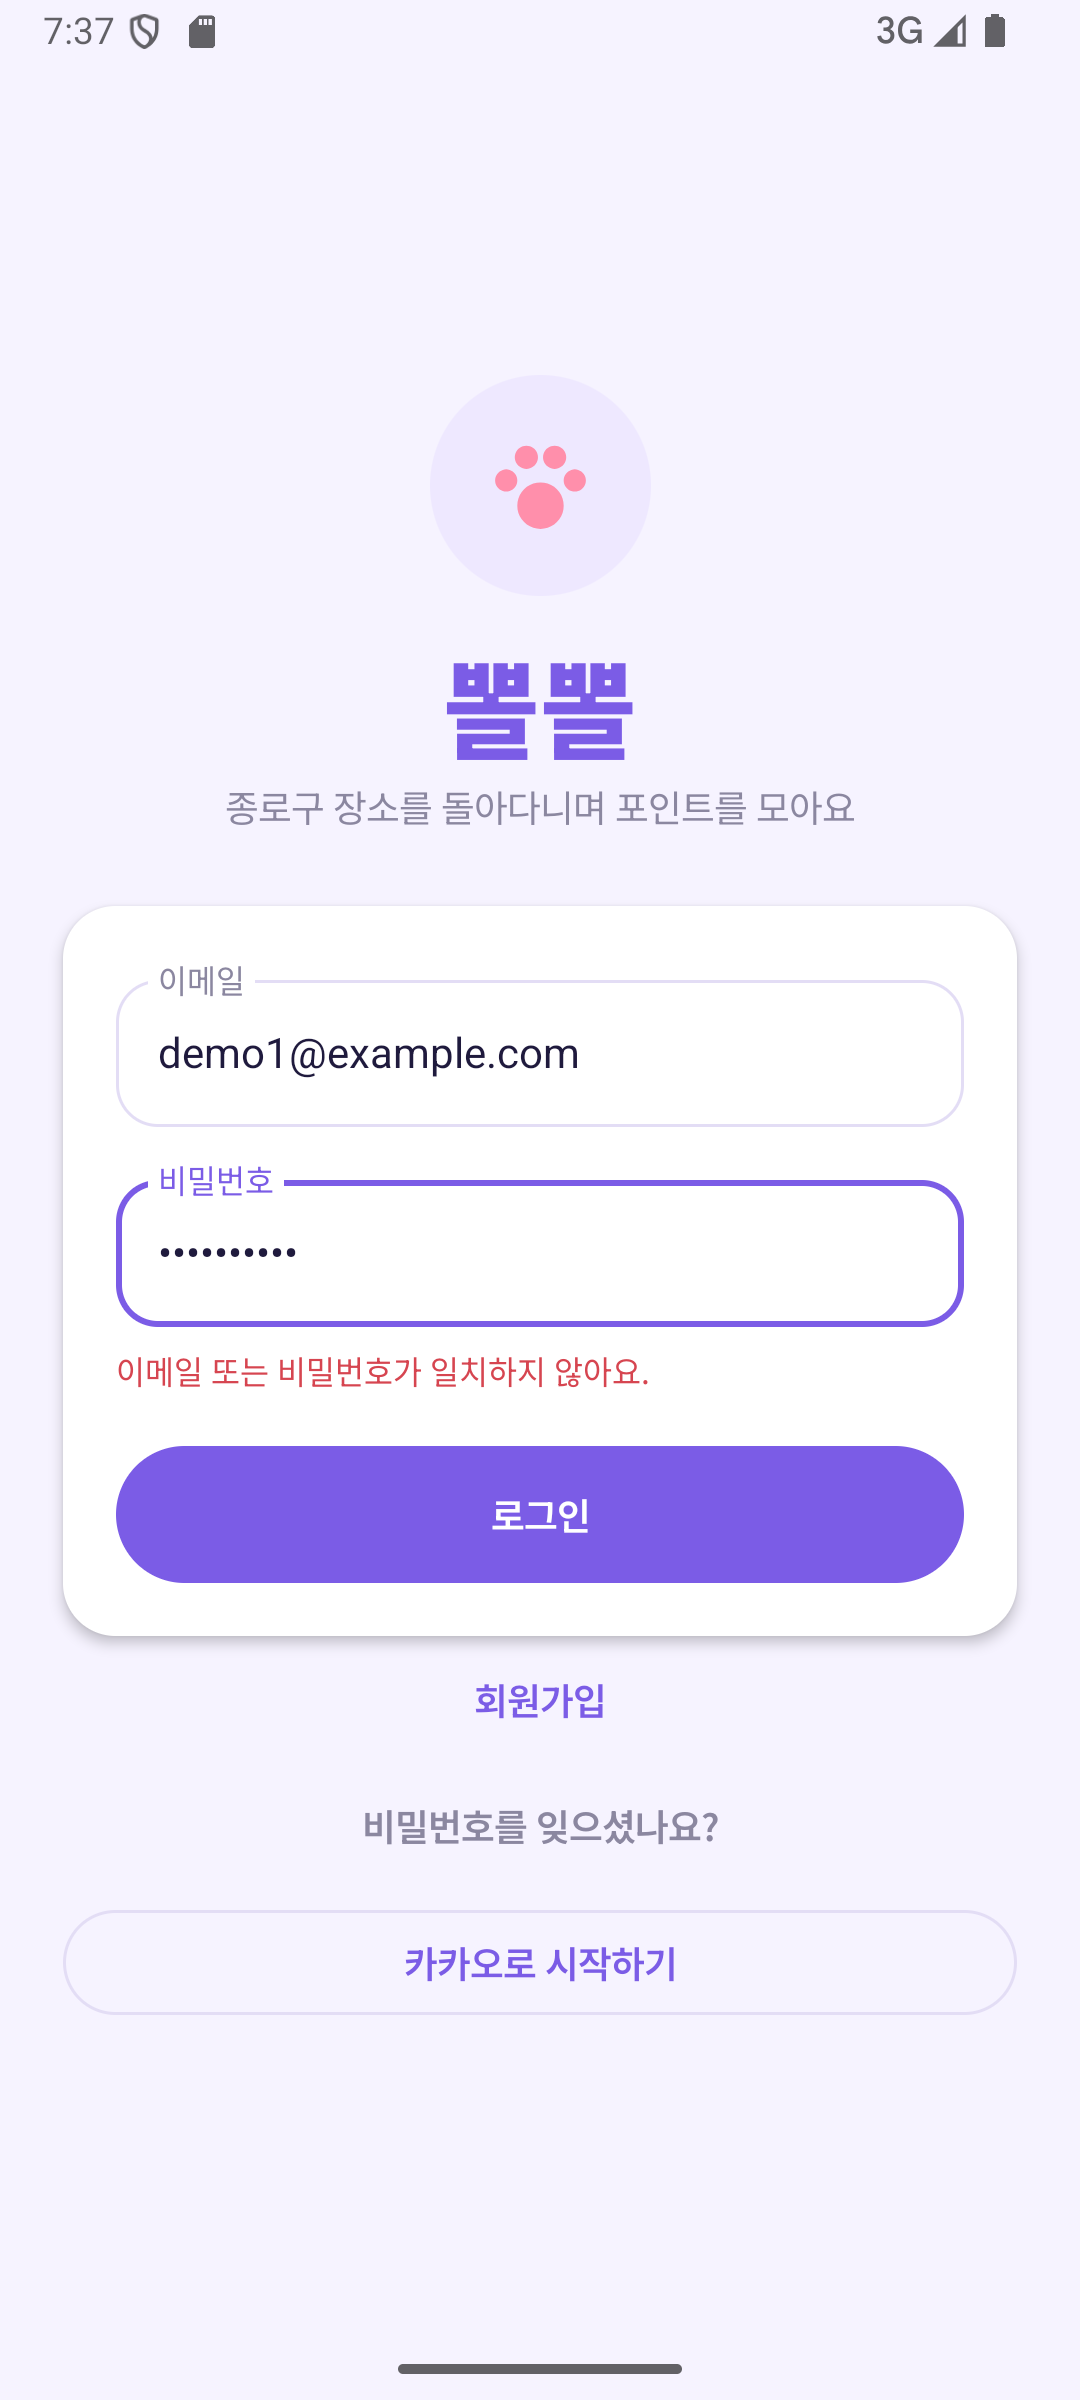 7:37
3G
뽈뽈
종로구 장소를 돌아다니며 포인트를 모아요
이메일
demo1@example.com
비밀번호
••••••••••
이메일 또는 비밀번호가 일치하지 않아요.
로그인
회원가입
비밀번호를 잊으셨나요?
카카오로 시작하기